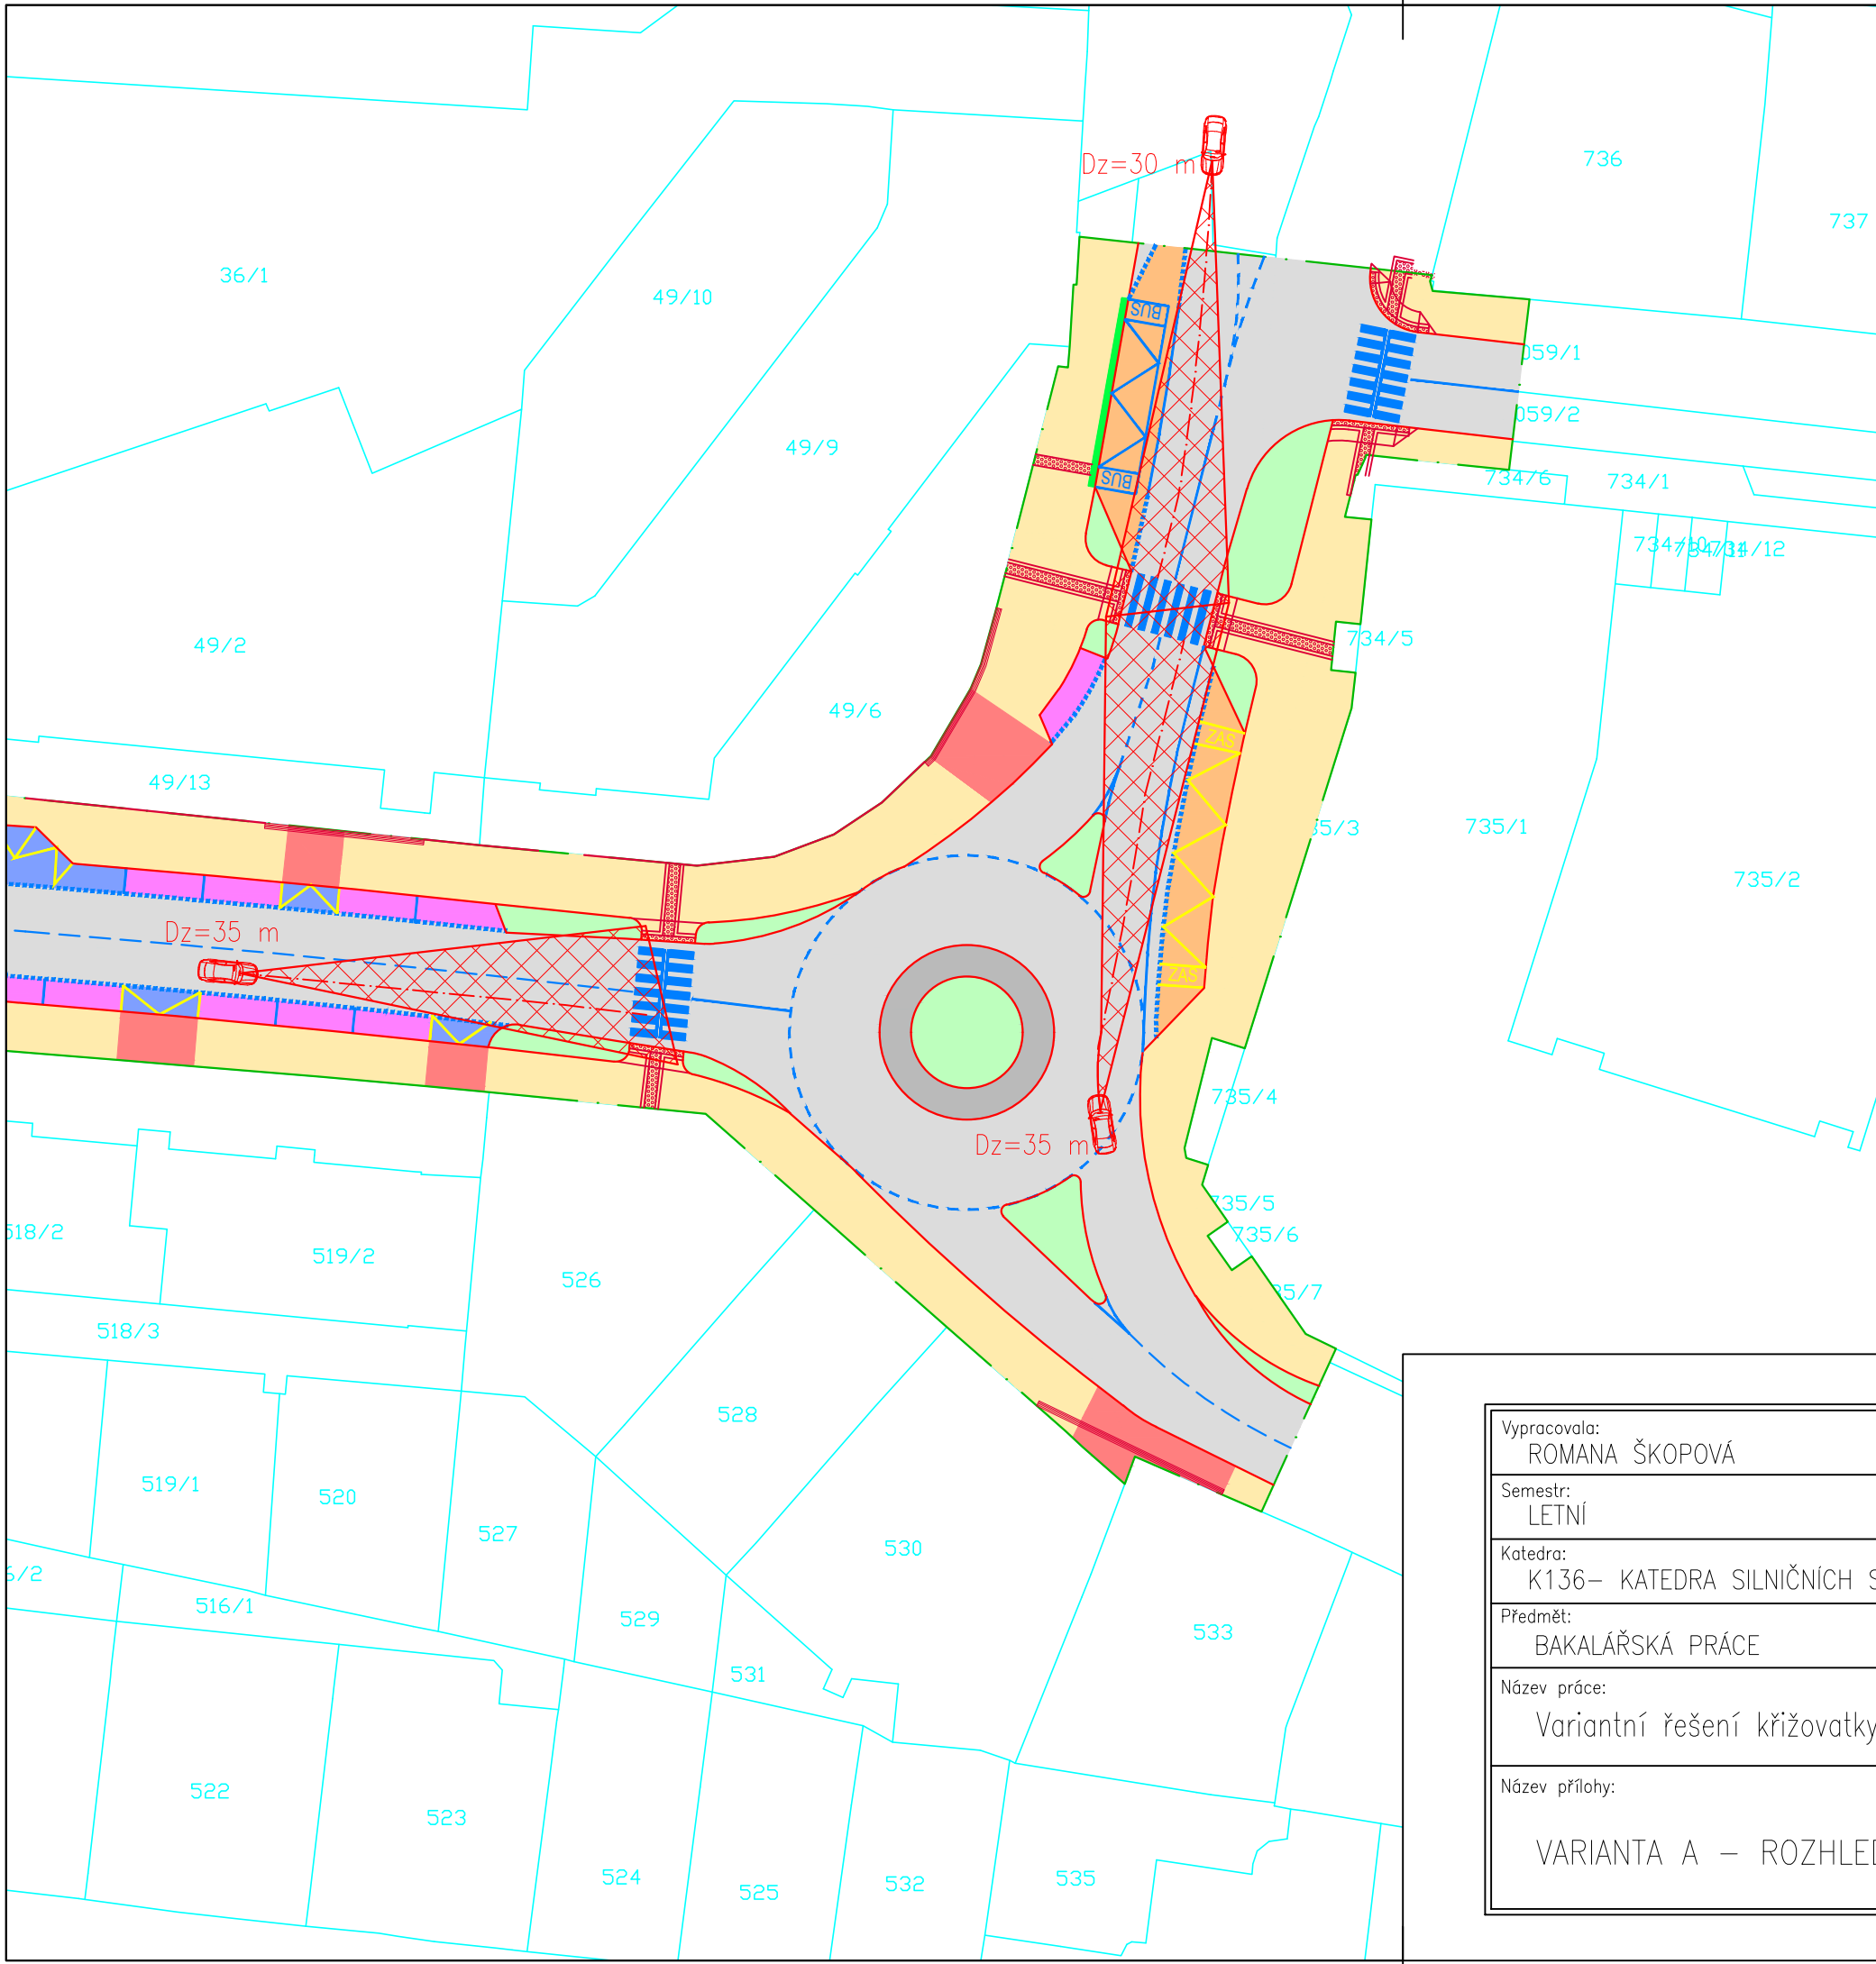 Dz=30 m
736
737
36/1
49/10
BUS
059/1
059/2
49/9
BUS
734/6
734/1
734/10
734/12
49/2
734/5
49/6
ZAS
49/13
35/3
735/1
735/2
Dz=35 m
ZAS
735/4
Dz=35 m
735/5
518/2
735/6
519/2
526
35/7
518/3
528
519/1
520
527
530
6/2
516/1
529
533
531
522
523
524
525
532
535
Vypracovala:
ROMANA ŠKOPOVÁ
Semestr:
LETNÍ
Katedra:
K136– KATEDRA SILNIČNÍCH S
Předmět:
BAKALÁŘSKÁ PRÁCE
Název práce:
Variantní řešení křižovatky
Název přílohy:
VARIANTA A – ROZHLED